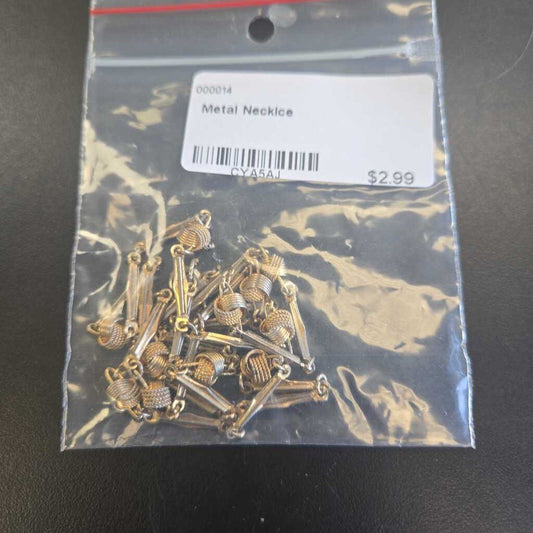 000014
Metal Necklce
CYA5AJ
$2.99